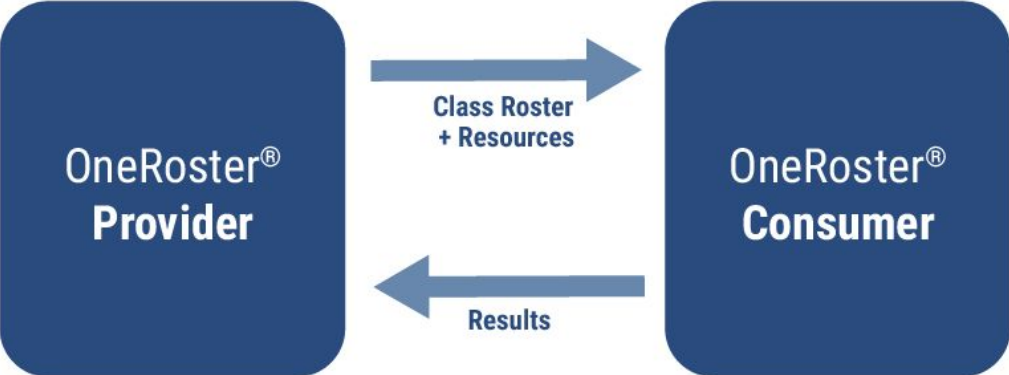 OneRoster®
Provider
Class Roster
+ Resources
Results
OneRoster®
Consumer